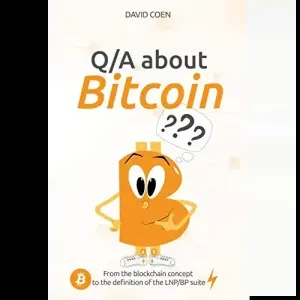 DAVID COEN
Q/A about
Bitcoin
???
From the blockchain concept
to the definition of the LNP/BP suite